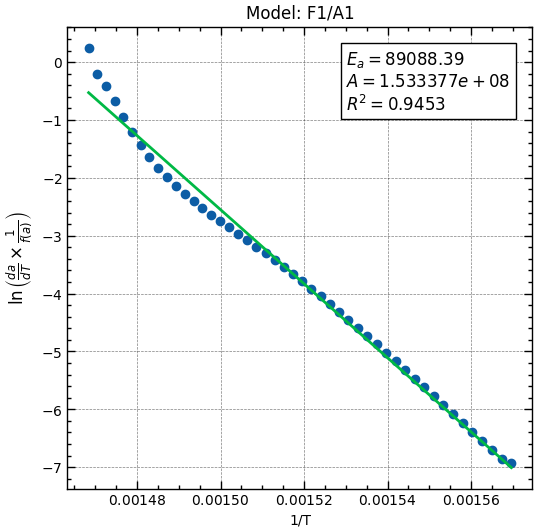 Model: F1/A1
E_a = 89088.39
A = 1.533377e + 08
R² = 0.9453
0
−1
−2
−3
−4
−5
−6
−7
ln(da/dT × 1/f(a))
0.00148 0.00150 0.00152 0.00154 0.00156
1/T